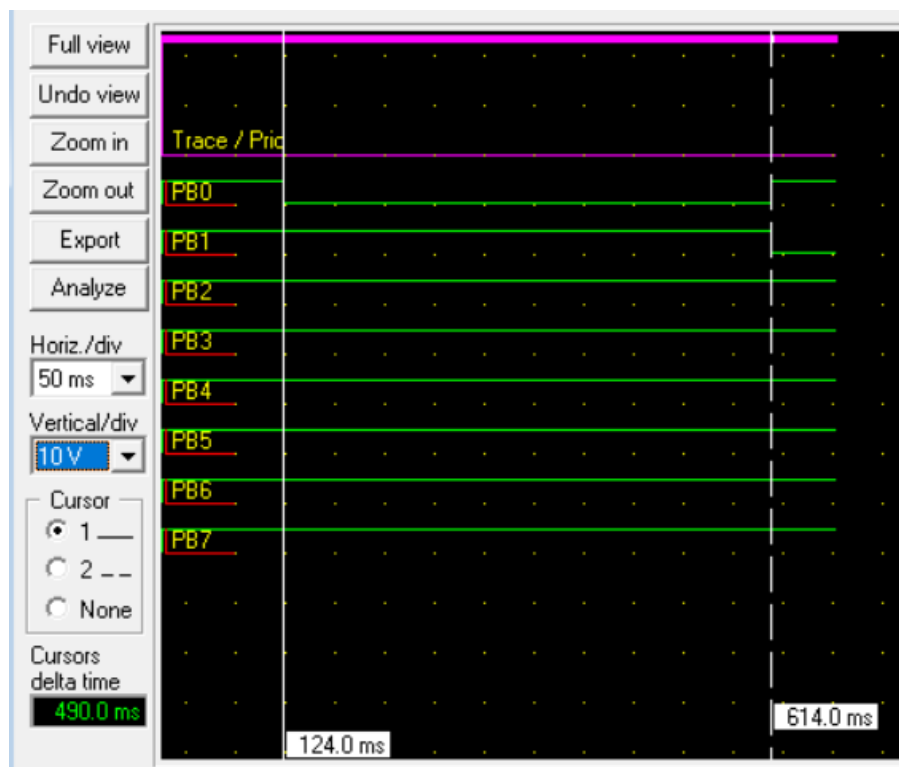 Full view
Undo view
Zoom in
Zoom out
Export
Analyze
Horiz./div
50 ms
Vertical/div
10 V
Cursor
1 ___
2 _ _
None
Cursors
delta time
490.0 ms
Trace / Pric
PB0
PB1
PB2
PB3
PB4
PB5
PB6
PB7
124.0 ms
614.0 ms